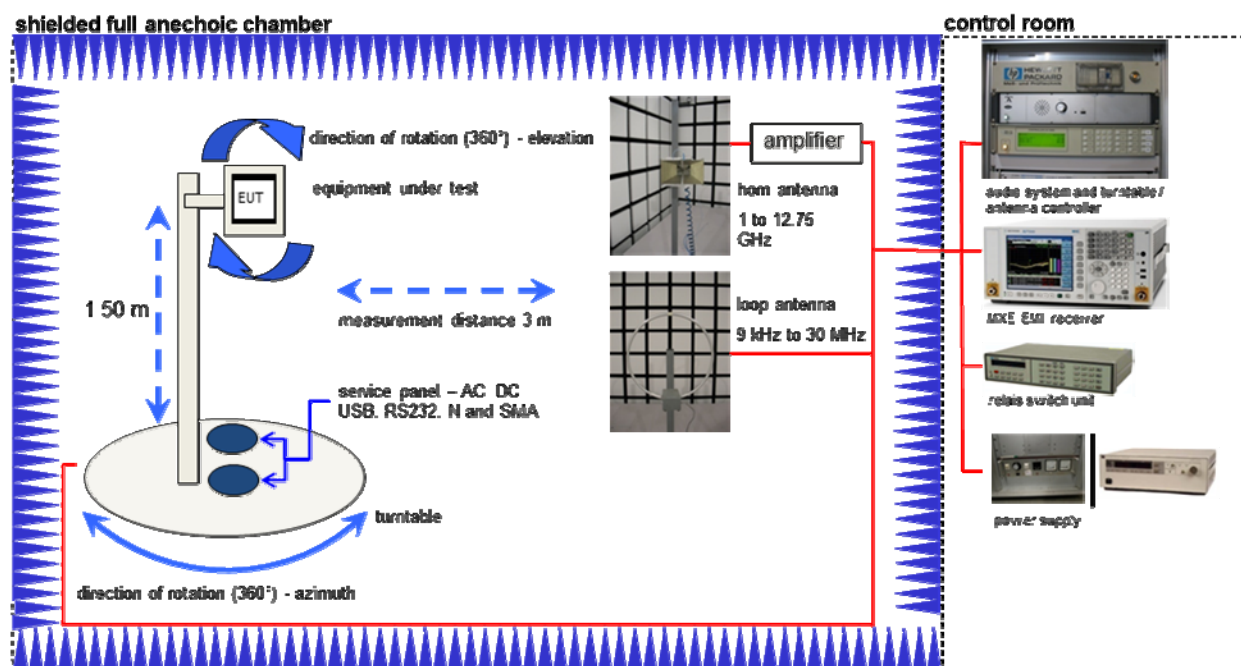 shielded full anechoic chamber
control room
HEWLETT
PACKARD
direction of rotation (360°) - elevation
equipment under test
EUT
amplifier
horn antenna
1 to 12.75
GHz
audio system and turntable /
antenna controller
1 50 m
measurement distance 3 m
loop antenna
9 kHz to 30 MHz
MXE EMI receiver
service panel – AC DC
USB. RS232. N and SMA
relais switch unit
turntable
power supply
direction of rotation (360°) - azimuth